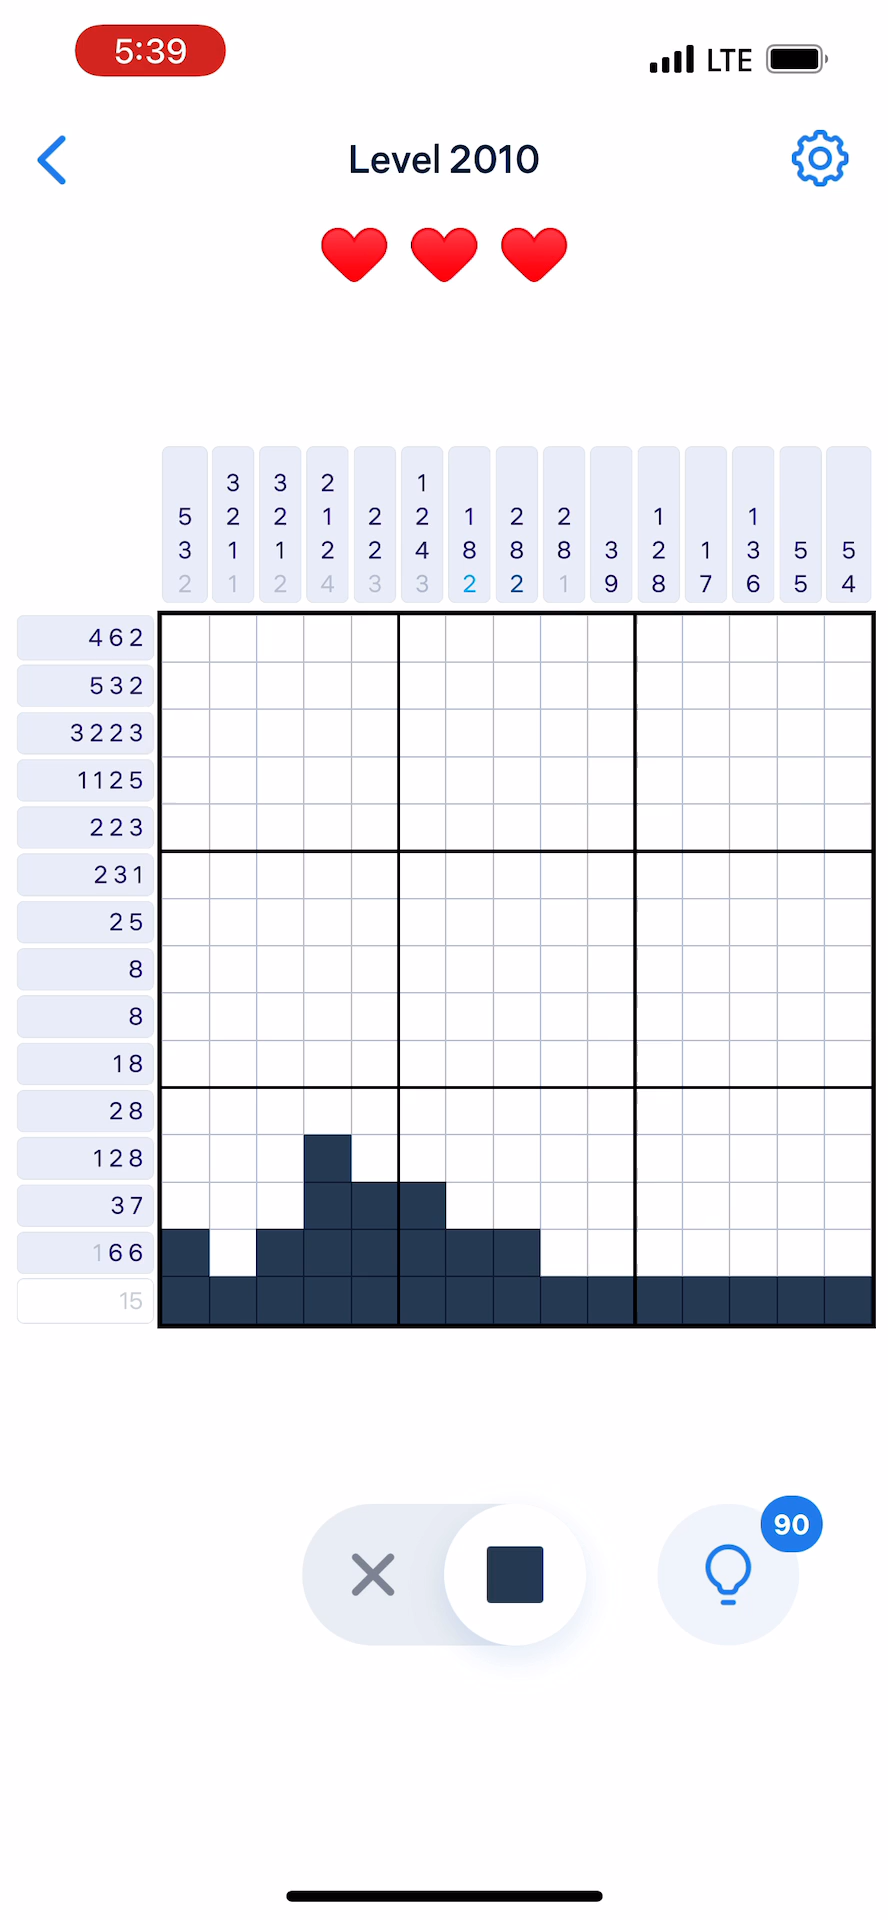 5:39 LTE
Level 2010
3 3 2 1
5 3 2 1 2 2 1 2 2 1 1 5 5
3 1 1 2 2 4 8 8 8 3 2 1 3 5 5
2 1 2 4 3 3 2 2 1 9 8 7 6 5 4
4 6 2
5 3 2
3 2 2 3
1 1 2 5
2 2 3
2 3 1
2 5
8
8
1 8
2 8
1 2 8
3 7
1 6 6
15
90